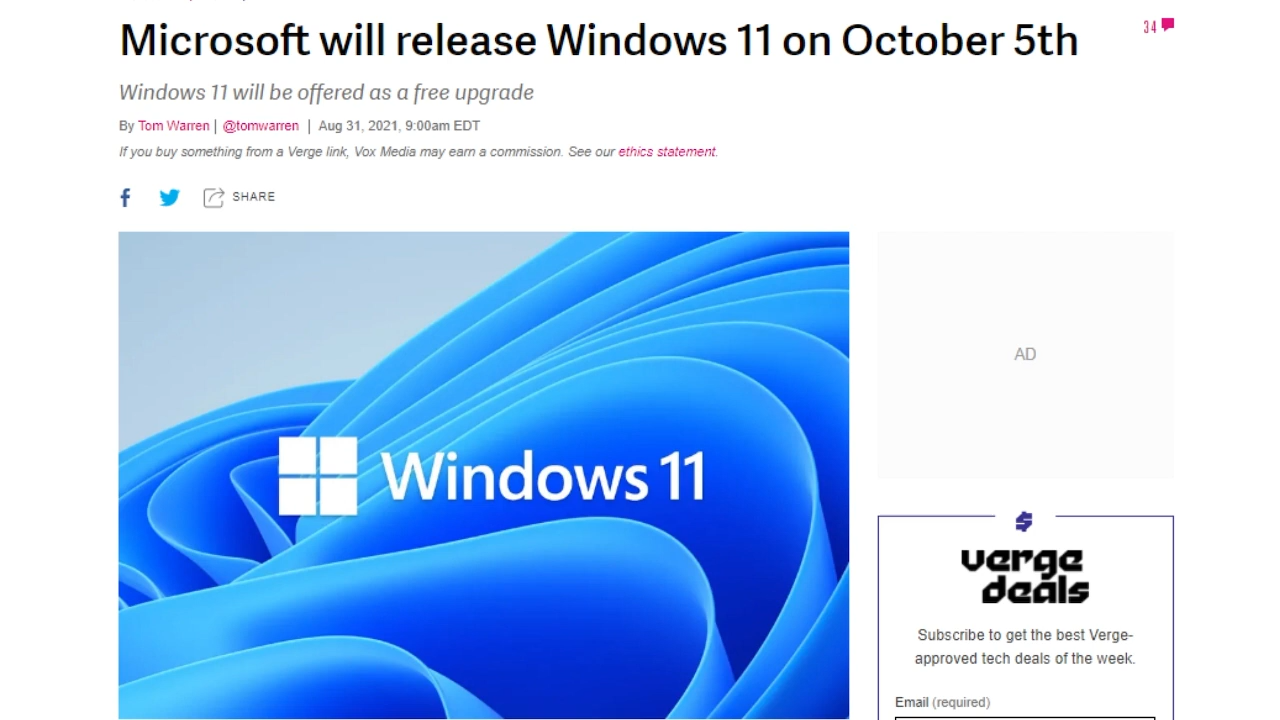 Microsoft will release Windows 11 on October 5th
34
Windows 11 will be offered as a free upgrade
By Tom Warren | @tomwarren | Aug 31, 2021, 9:00am EDT
If you buy something from a Verge link, Vox Media may earn a commission. See our ethics statement.
SHARE
Windows 11
AD
verge
deals
Subscribe to get the best Verge-
approved tech deals of the week.
Email (required)